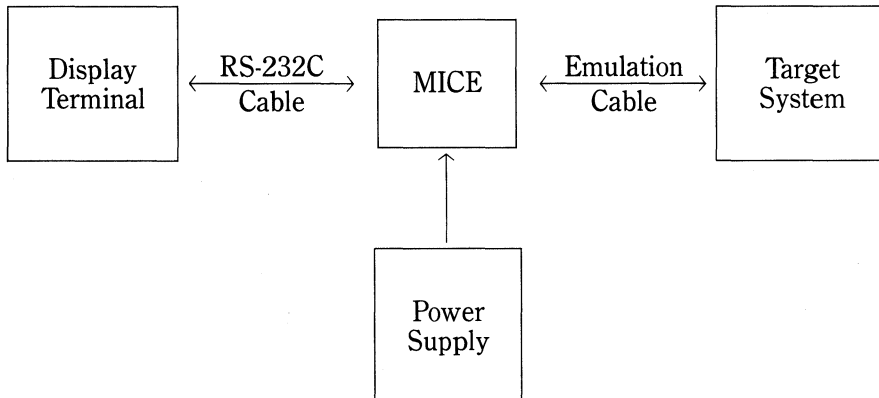 Display
Terminal
RS-232C
Cable
MICE
Emulation
Cable
Target
System
Power
Supply